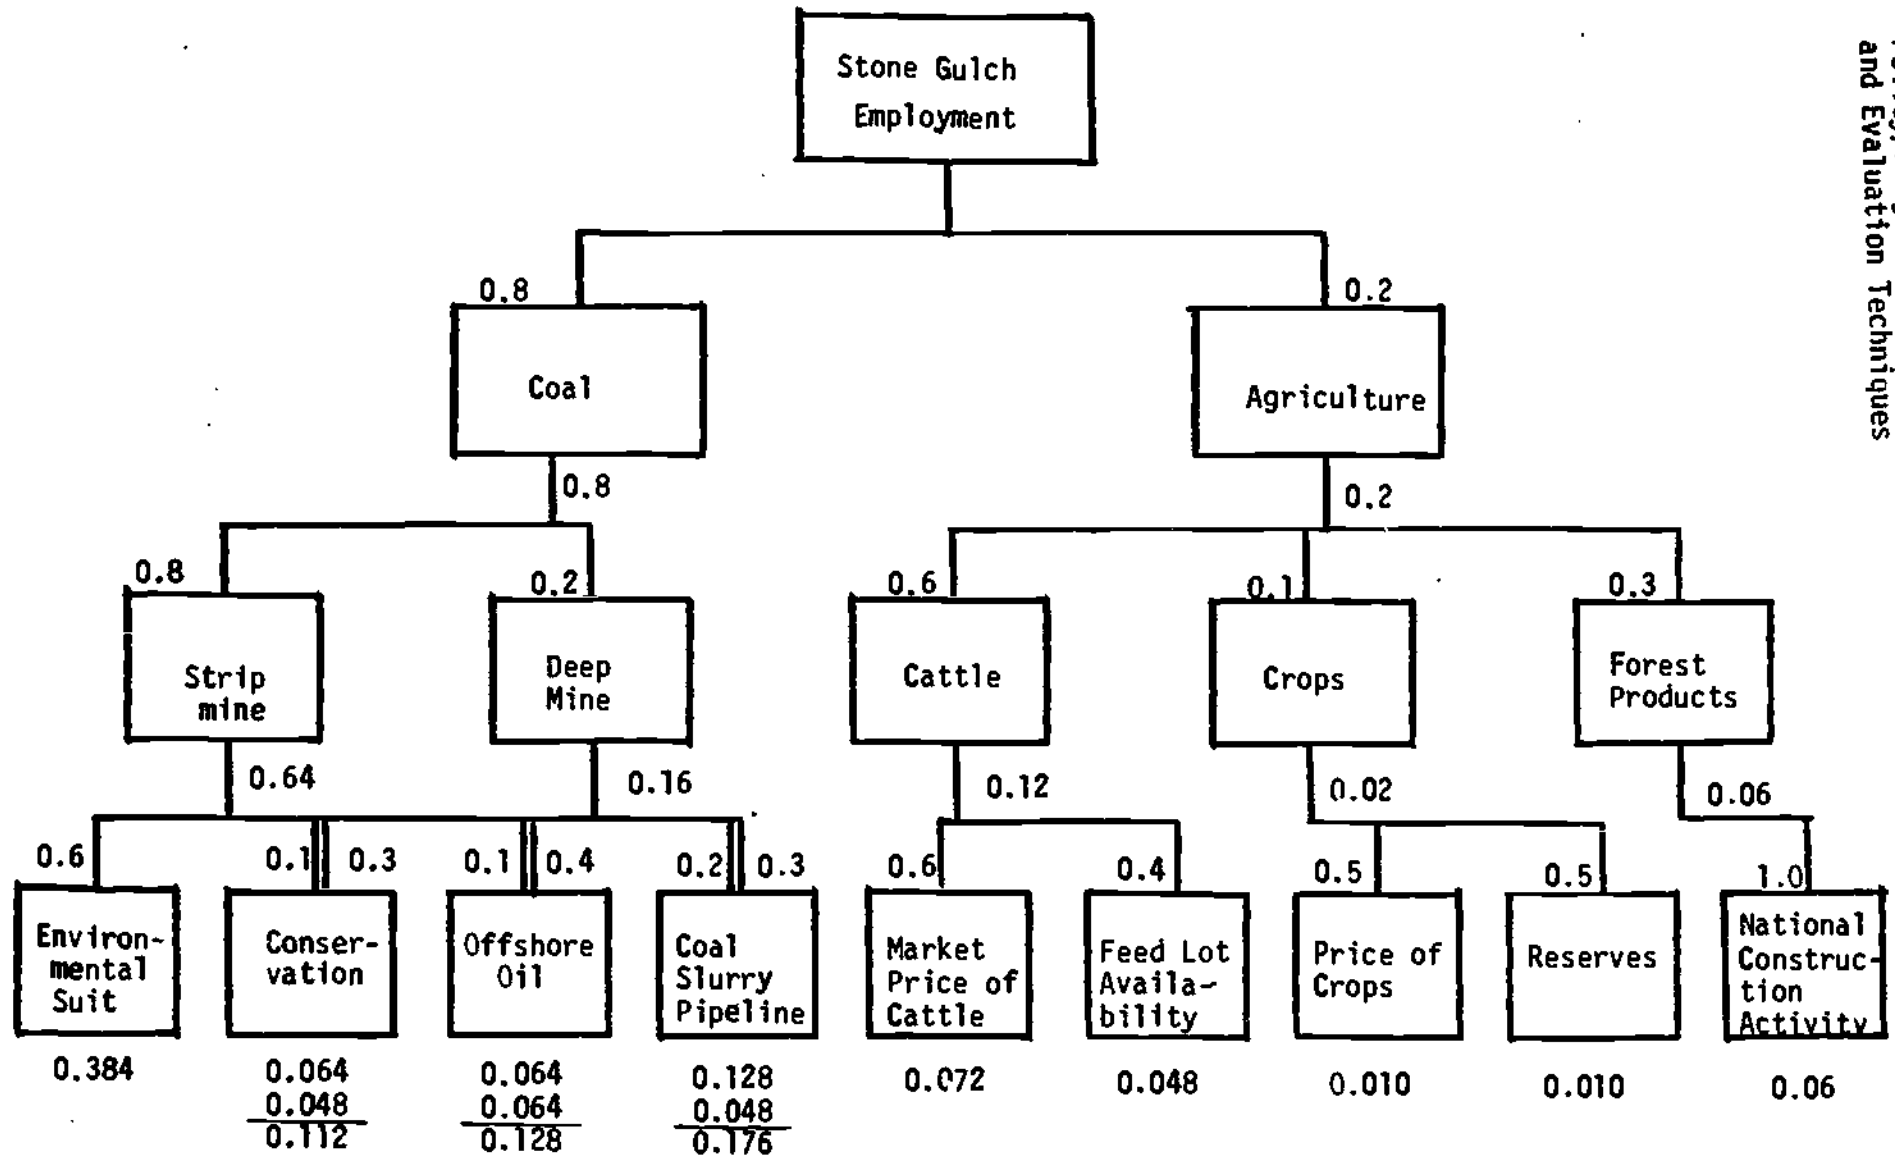 Stone Gulch
Employment
and Evaluation Techniques
0.8
0.2
Coal
Agriculture
0.8
0.2
0.8
0.2
0.6
0.1
0.3
Strip
mine
Deep
Mine
Cattle
Crops
Forest
Products
0.64
0.16
0.12
0.02
0.06
0.6
0.1
0.3
0.1
0.4
0.2
0.3
0.6
0.4
0.5
0.5
1.0
Environ-
mental
Suit
Conser-
vation
Offshore
Oil
Coal
Slurry
Pipeline
Market
Price of
Cattle
Feed Lot
Availa-
bility
Price of
Crops
Reserves
National
Construc-
tion
Activity
0.384
0.064
0.048
0.112
0.064
0.064
0.128
0.128
0.048
0.176
0.072
0.048
0.010
0.010
0.06